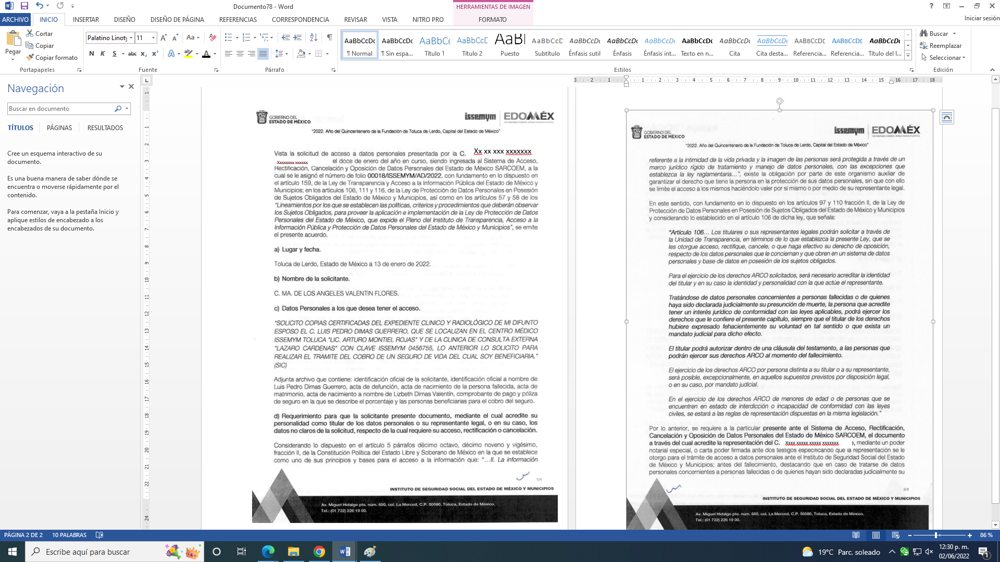 Documento78 - Word
HERRAMIENTAS DE IMAGEN
ARCHIVO INICIO INSERTAR DISEÑO DISEÑO DE PÁGINA REFERENCIAS CORRESPONDENCIA REVISAR VISTA NITRO PRO FORMATO
Iniciar sesión
Pegar
Cortar
Copiar
Copiar formato
Portapapeles
Palatino Linoty 11
N K S abc x₂ x²
Fuente
Párrafo
AaBbCcDc AaBbCcDc AaBbCc AaBbCcD AaBl AaBbCcD AaBbCcDc AaBbCcDc AaBbCcDc AaBbCcDc AaBbCcDc AaBbCcDc AABBCCDE AABBCCDE AaBbCcDc
¶ Normal ¶ Sin espa... Título 1 Título 2 Puesto Subtítulo Énfasis sutil Énfasis Énfasis int... Texto en n... Cita Cita desta... Referencia... Referencia... Título del l...
Estilos
Buscar
Reemplazar
Seleccionar
Edición
Navegación
Buscar en documento
TÍTULOS PÁGINAS RESULTADOS
Cree un esquema interactivo de su
documento.
Es una buena manera de saber dónde se
encuentra o moverse rápidamente por el
contenido.
Para comenzar, vaya a la pestaña Inicio y
aplique estilos de encabezado a los
encabezados de su documento.
GOBIERNO DEL
ESTADO DE MÉXICO
issemym EDOMÉX
"2022. Año del Quincentenario de la Fundación de Toluca de Lerdo, Capital del Estado de México"
Vista la solicitud de acceso a datos personales presentada por la C. Xx xx xxx xxxxxxx
xxxxxxxx xxxxxx el doce de enero del año en curso, siendo ingresada al Sistema de Acceso,
Rectificación, Cancelación y Oposición de Datos Personales del Estado de México SARCOEM, a la
cual se le asignó el número de folio 00018/ISSEMYM/AD/2022, con fundamento en lo dispuesto en
el artículo 159, de la Ley de Transparencia y Acceso a la Información Pública del Estado de México y
Municipios; en los artículos 106, 111 y 116, de la Ley de Protección de Datos Personales en Posesión
de Sujetos Obligados del Estado de México y Municipios, así como en los artículos 57 y 58 de los
"Lineamientos por los que se establecen las políticas, criterios y procedimientos que deberán observar
los Sujetos Obligados, para proveer la aplicación e implementación de la Ley de Protección de Datos
Personales del Estado de México, que expide el Pleno del Instituto de Transparencia, Acceso a la
Información Pública y Protección de Datos Personales del Estado de México y Municipios", se emite
el presente acuerdo.
a) Lugar y fecha.
Toluca de Lerdo, Estado de México a 13 de enero de 2022.
b) Nombre de la solicitante.
C. MA. DE LOS ANGELES VALENTIN FLORES.
c) Datos Personales a los que desea tener el acceso.
"SOLICITO COPIAS CERTIFICADAS DEL EXPEDIENTE CLINICO Y RADIOLÓGICO DE MI DIFUNTO
ESPOSO EL C. LUIS PEDRO DIMAS GUERRERO, QUE SE LOCALIZAN EN EL CENTRO MÉDICO
ISSEMYM TOLUCA "LIC. ARTURO MONTIEL ROJAS" Y DE LA CLINICA DE CONSULTA EXTERNA
"LAZARO CARDENAS" CON CLAVE ISSEMYM 0456755, LO ANTERIOR LO SOLICITO PARA
REALIZAR EL TRAMITE DEL COBRO DE UN SEGURO DE VIDA DEL CUAL SOY BENEFICIARIA."
(SIC)
Adjunta archivo que contiene: identificación oficial de la solicitante, identificación oficial a nombre de
Luis Pedro Dimas Guerrero, acta de defunción, acta de nacimiento de la persona fallecida, acta de
matrimonio, acta de nacimiento a nombre de Lizbeth Dimas Valentín, comprobante de pago y póliza
de seguro en la que se describe el porcentaje y las personas beneficiarias para el cobro del seguro.
d) Requerimiento para que la solicitante presente documento, mediante el cual acredite su
personalidad como titular de los datos personales o su representante legal, o en su caso, los
datos no claros de la solicitud, respecto de la cual requiere su acceso, rectificación o cancelación.
Considerando lo dispuesto en el artículo 5 párrafos décimo octavo, décimo noveno y vigésimo,
fracción II, de la Constitución Política del Estado Libre y Soberano de México en la que se establece
como uno de sus principios y bases para el acceso a la información que: "...II. La información
1/4
INSTITUTO DE SEGURIDAD SOCIAL DEL ESTADO DE MÉXICO Y MUNICIPIOS
Av. Miguel Hidalgo pte. núm. 600, col. La Merced, C.P. 50080, Toluca, Estado de México.
Tel.: (01 722) 226 19 00.
GOBIERNO DEL
ESTADO DE MÉXICO
issemym EDOMÉX
"2022. Año del Quincentenario de la Fundación de Toluca de Lerdo, Capital del Estado de México"
referente a la intimidad de la vida privada y la imagen de las personas será protegida a través de un
marco jurídico rígido de tratamiento y manejo de datos personales, con las excepciones que
establezca la ley reglamentaria...", existe la obligación por parte de este organismo auxiliar de
garantizar el derecho que tiene la persona en la protección de sus datos personales, sin que con ello
se limite el acceso a los mismos haciéndolo valer por sí mismo o por medio de su representante legal.
En este sentido, con fundamento en lo dispuesto en los artículos 97 y 110 fracción II, de la Ley de
Protección de Datos Personales en Posesión de Sujetos Obligados del Estado de México y Municipios
y considerando lo establecido en el artículo 106 de dicha ley, que señala:
"Artículo 106... Los titulares o sus representantes legales podrán solicitar a través de
la Unidad de Transparencia, en términos de lo que establezca la presente Ley, que se
les otorgue acceso, rectifique, cancele, o que haga efectivo su derecho de oposición,
respecto de los datos personales que le conciernan y que obren en un sistema de datos
personales y base de datos en posesión de los sujetos obligados.
Para el ejercicio de los derechos ARCO solicitados, será necesario acreditar la identidad
del titular y en su caso la identidad y personalidad con la que actúe el representante.
Tratándose de datos personales concernientes a personas fallecidas o de quienes
haya sido declarada judicialmente su presunción de muerte, la persona que acredite
tener un interés jurídico de conformidad con las leyes aplicables, podrá ejercer los
derechos que le confiere el presente capítulo, siempre que el titular de los derechos
hubiere expresado fehacientemente su voluntad en tal sentido o que exista un
mandato judicial para dicho efecto.
El titular podrá autorizar dentro de una cláusula del testamento, a las personas que
podrán ejercer sus derechos ARCO al momento del fallecimiento.
El ejercicio de los derechos ARCO por persona distinta a su titular o a su representante,
será posible, excepcionalmente, en aquellos supuestos previstos por disposición legal,
o en su caso, por mandato judicial.
En el ejercicio de los derechos ARCO de menores de edad o de personas que se
encuentren en estado de interdicción o incapacidad de conformidad con las leyes
civiles, se estará a las reglas de representación dispuestas en la misma legislación."
Por lo anterior, se requiere a la particular presente ante el Sistema de Acceso, Rectificación,
Cancelación y Oposición de Datos Personales del Estado de México SARCOEM, el documento
a través del cual acredite la representación del C. Xxxx xxxxx xxxxx xxxxxxx , mediante un poder
notarial especial, o carta poder firmada ante dos testigos especificando que la representación se le
otorgo para el trámite de acceso a datos personales ante el Instituto de Seguridad Social del Estado
de México y Municipios; antes del fallecimiento, destacando que en caso de tratarse de datos
personales concernientes a personas fallecidas o de quienes hayan sido declaradas judicialmente su
2/4
INSTITUTO DE SEGURIDAD SOCIAL DEL ESTADO DE MÉXICO Y MUNICIPIOS
Av. Miguel Hidalgo pte. núm. 600, col. La Merced, C.P. 50080, Toluca, Estado de México.
Tel.: (01 722) 226 19 00.
PÁGINA 2 DE 2 10 PALABRAS 86 %
Escribe aquí para buscar
19°C Parc. soleado
12:30 p. m.
02/06/2022
1